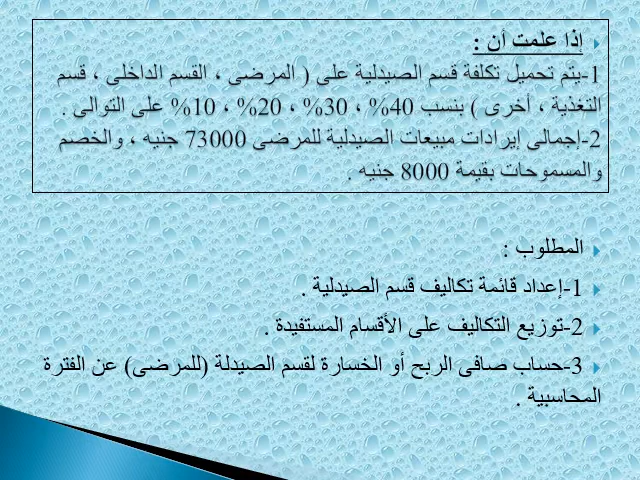 إذا علمت أن :
1-يتم تحميل تكلفة قسم الصيدلية على ( المرضى ، القسم الداخلى ، قسم
التغذية ، أخرى ) بنسب 40% ، 30% ، 20% ، 10% على التوالى .
2-اجمالى إيرادات مبيعات الصيدلية للمرضى 73000 جنيه ، والخصم
والمسموحات بقيمة 8000 جنيه .
المطلوب :
1-إعداد قائمة تكاليف قسم الصيدلية .
2-توزيع التكاليف على الأقسام المستفيدة .
3-حساب صافى الربح أو الخسارة لقسم الصيدلة (للمرضى) عن الفترة
المحاسبية .